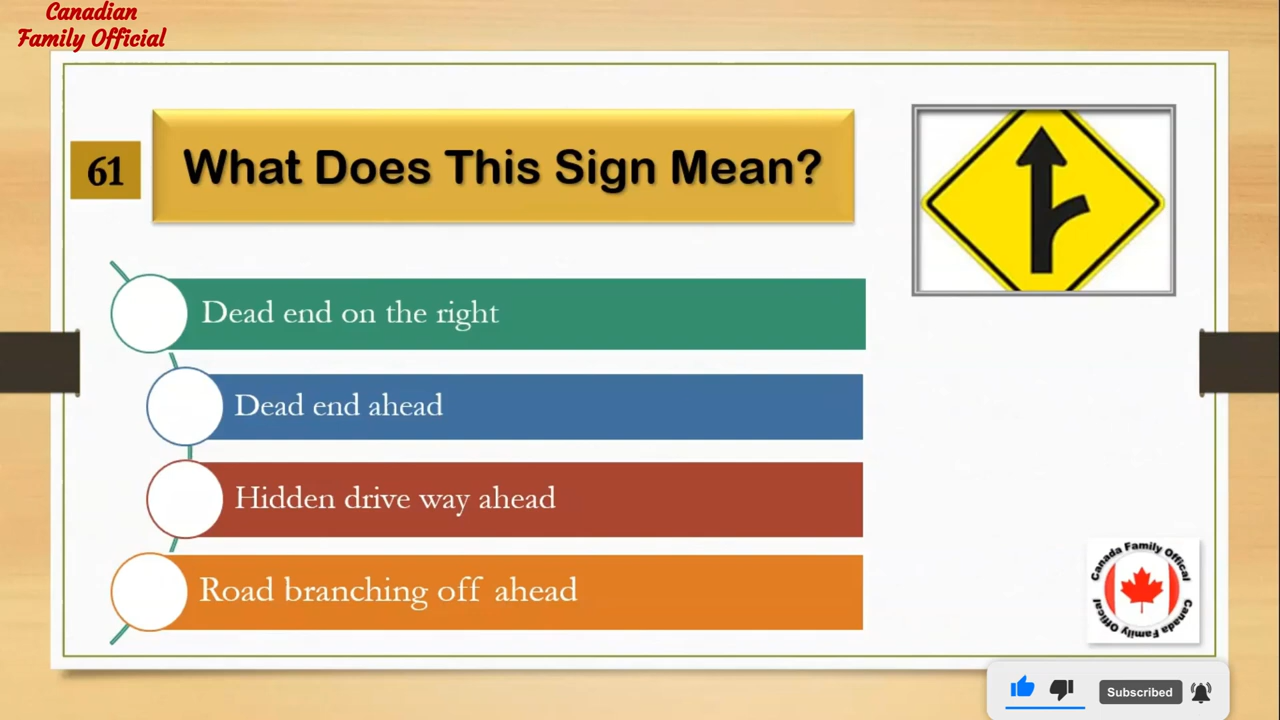 Canadian
Family Official
61
What Does This Sign Mean?
Dead end on the right
Dead end ahead
Hidden drive way ahead
Road branching off ahead
Canada Family Offical
Canada Family Offical
Subscribed